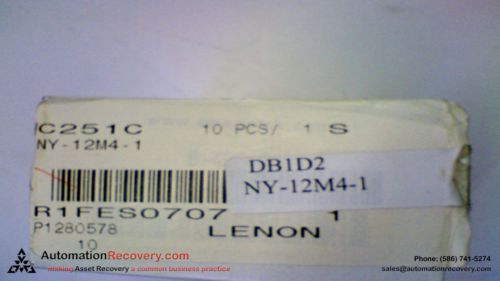 C251C 10 PCS/ 1 S
NY-12M4-1
DB1D2
NY-12M4-1
R1FES0707 1
P1280578 LENON
10
AutomationRecovery.com
making Asset Recovery a common business practice
Phone: (586) 741-5274
sales@automationrecovery.com